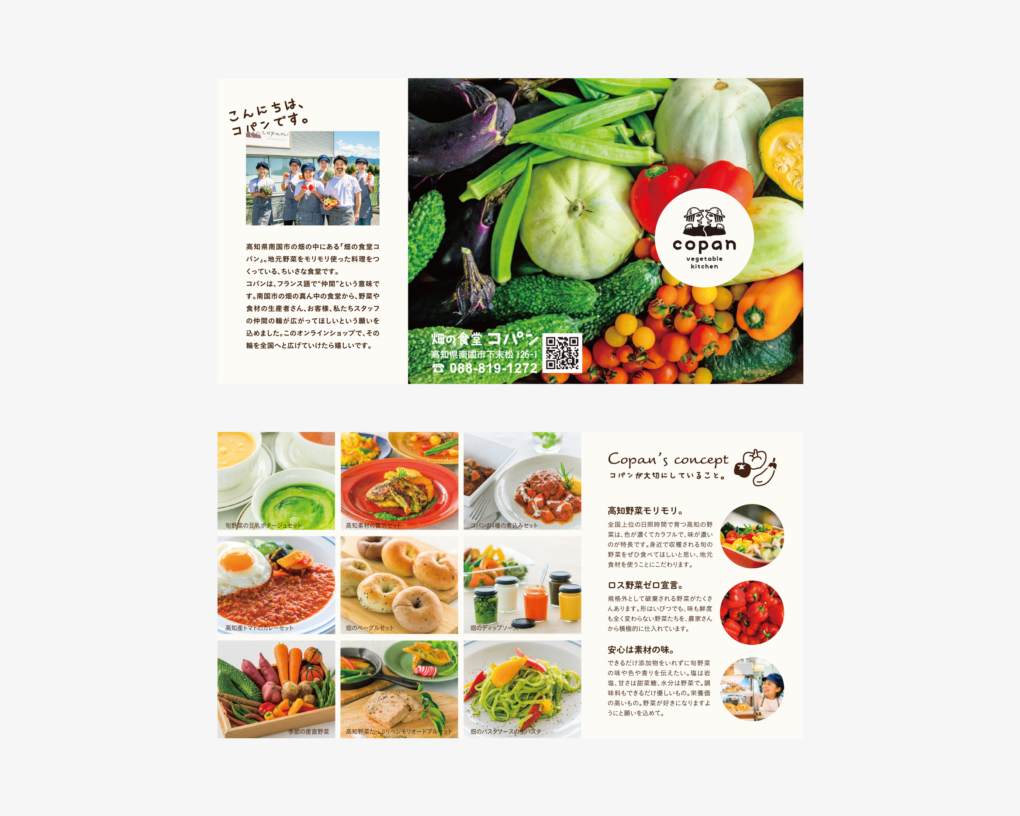 こんにちは、
コパンです。
高知県南国市の畑の中にある「畑の食堂コ
パン」。地元野菜をモリモリ使った料理をつ
くっている、ちいさな食堂です。
コパンは、フランス語で“仲間”という意味で
す。南国市の畑の真ん中の食堂から、野菜や
食材の生産者さん、お客様、私たちスタッフ
の仲間の輪が広がってほしいという願いを
込めました。このオンラインショップで、その
輪を全国へと広げていけたら嬉しいです。
copan
vegetable
kitchen
畑の食堂 コパン
高知県南国市下末松 126-1
☎ 088-819-1272
旬野菜の豆乳ポタージュセット
高知素材の贅沢セット
コパンの4種の煮込みセット
高知産トマトのカレーセット
畑のベーグルセット
畑のディップソース
季節の産直野菜
高知野菜たっぷりベジモリオードブルセット
畑のパスタソースの生パスタ
Copan's concept
コパンが大切にしていること。
高知野菜モリモリ。
全国上位の日照時間で育つ高知の野
菜は、色が濃くてカラフルで、味が濃い
のが特長です。身近で収穫される旬の
野菜をぜひ食べてほしいと思い、地元
食材を使うことにこだわります。
ロス野菜ゼロ宣言。
規格外として破棄される野菜がたくさ
んあります。形はいびつでも、味も鮮度
も全く変わらない野菜たちを、農家さん
から積極的に仕入れています。
安心は素材の味。
できるだけ添加物をいれずに旬野菜
の味や色や香りを伝えたい。塩は岩
塩、甘さは甜菜糖、水分は野菜で。調
味料もできるだけ優しいもの。栄養価
の高いもの。野菜が好きになりますよ
うにと願いを込めて。